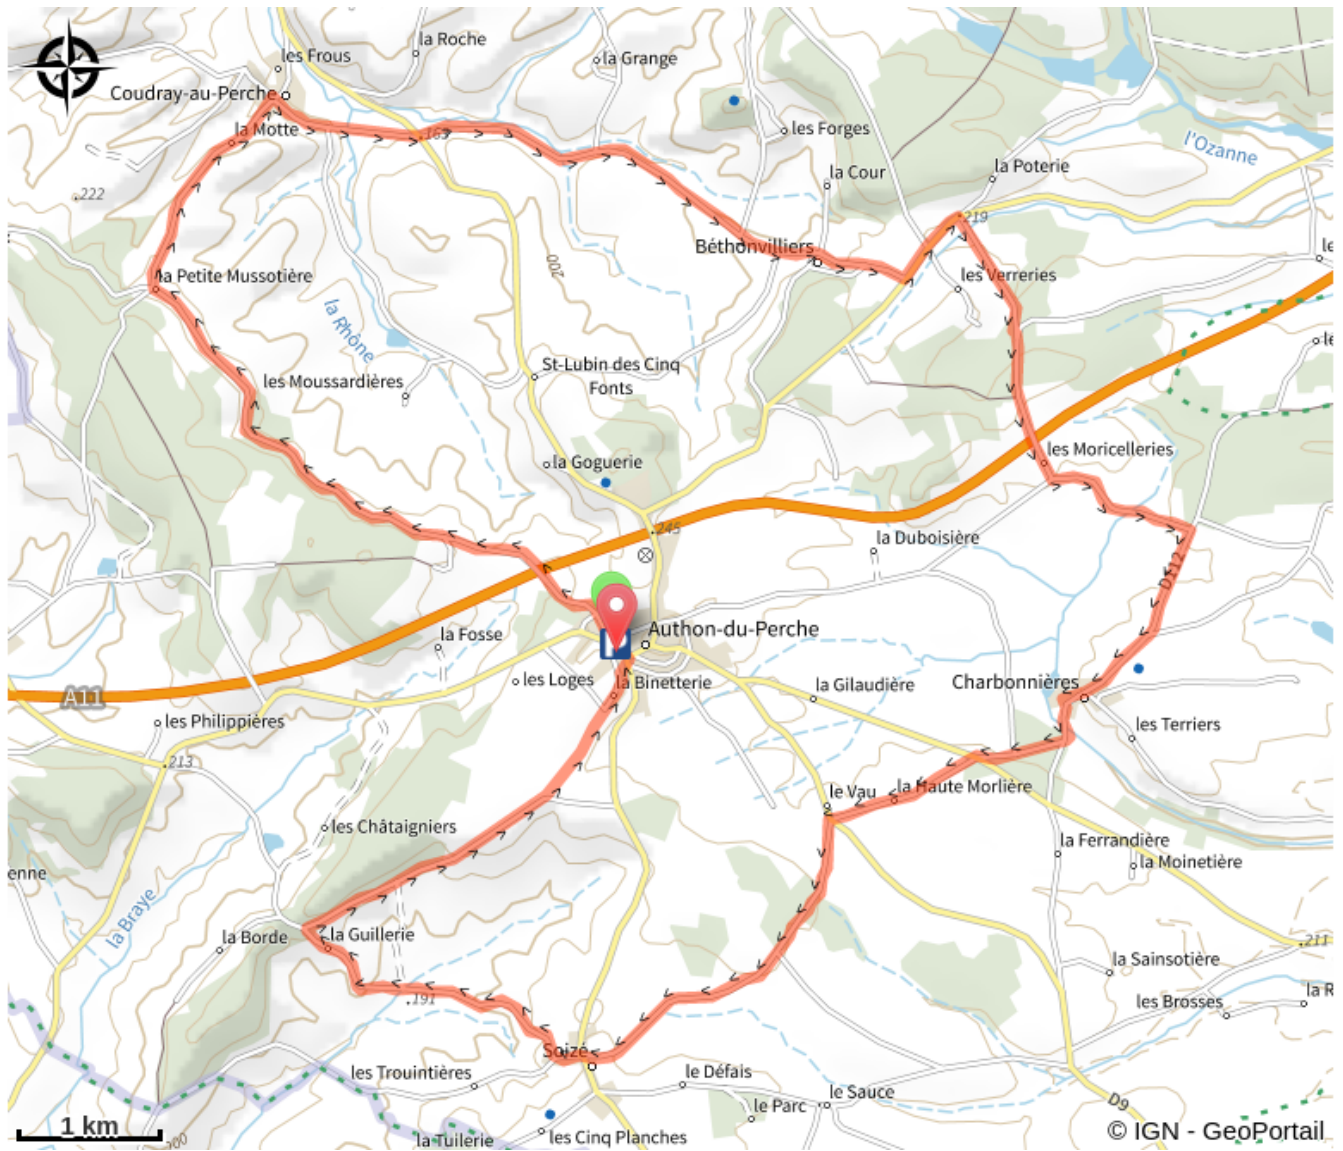 la Roche
les Frous
la Grange
Coudray-au-Perche
la Motte
163
les Forges
l'Ozanne
la Cour
la Poterie
222
219
Béthonvilliers
la Petite Mussotière
les Verreries
200
la Rhône
St-Lubin des Cinq
Fonts
les Moussardières
la Goguerie
les Moricelleries
245
la Duboisière
D112
Authon-du-Perche
la Fosse
les Loges
la Binetterie
la Gilaudière
Charbonnières
A11
les Philippières
les Terriers
213
le Vau
la Haute Morlière
les Châtaigniers
la Ferrandière
la Moinetière
enne
la Braye
la Borde
la Guillerie
211
la Sainsotière
191
les Brosses
la R
Soizé
les Trouintières
le Défais
le Sauce
le Parc
D9
1 km
la Tuilerie
les Cinq Planches
© IGN - GeoPortail